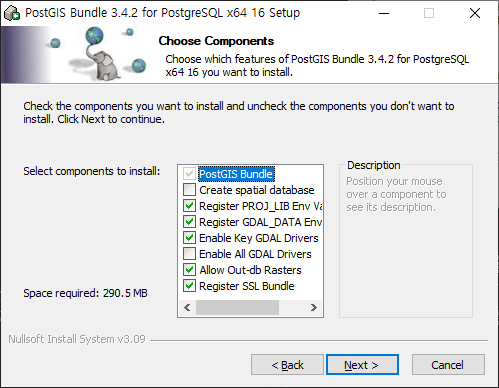 PostGIS Bundle 3.4.2 for PostgreSQL x64 16 Setup
Choose Components
Choose which features of PostGIS Bundle 3.4.2 for PostgreSQL
x64 16 you want to install.
Check the components you want to install and uncheck the components you don't want to
install. Click Next to continue.
Select components to install:
PostGIS Bundle
Create spatial database
Register PROJ_LIB Env Va
Register GDAL_DATA Env
Enable Key GDAL Drivers
Enable All GDAL Drivers
Allow Out-db Rasters
Register SSL Bundle
Description
Position your mouse
over a component to
see its description.
Space required: 290.5 MB
Nullsoft Install System v3.09
< Back
Next >
Cancel